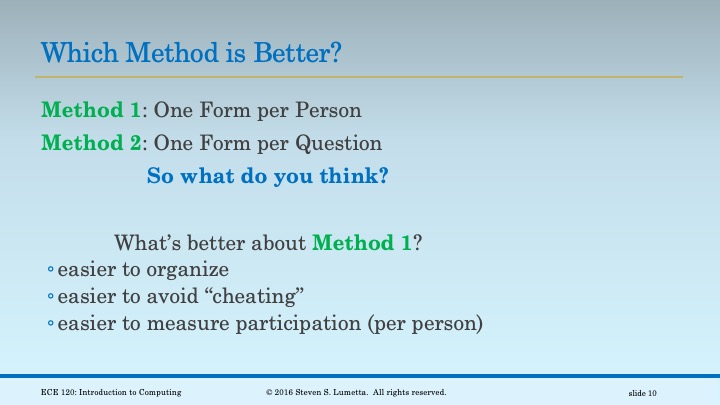 Which Method is Better?
Method 1: One Form per Person
Method 2: One Form per Question
So what do you think?
What’s better about Method 1?
◦ easier to organize
◦ easier to avoid “cheating”
◦ easier to measure participation (per person)
ECE 120: Introduction to Computing © 2016 Steven S. Lumetta. All rights reserved. slide 10